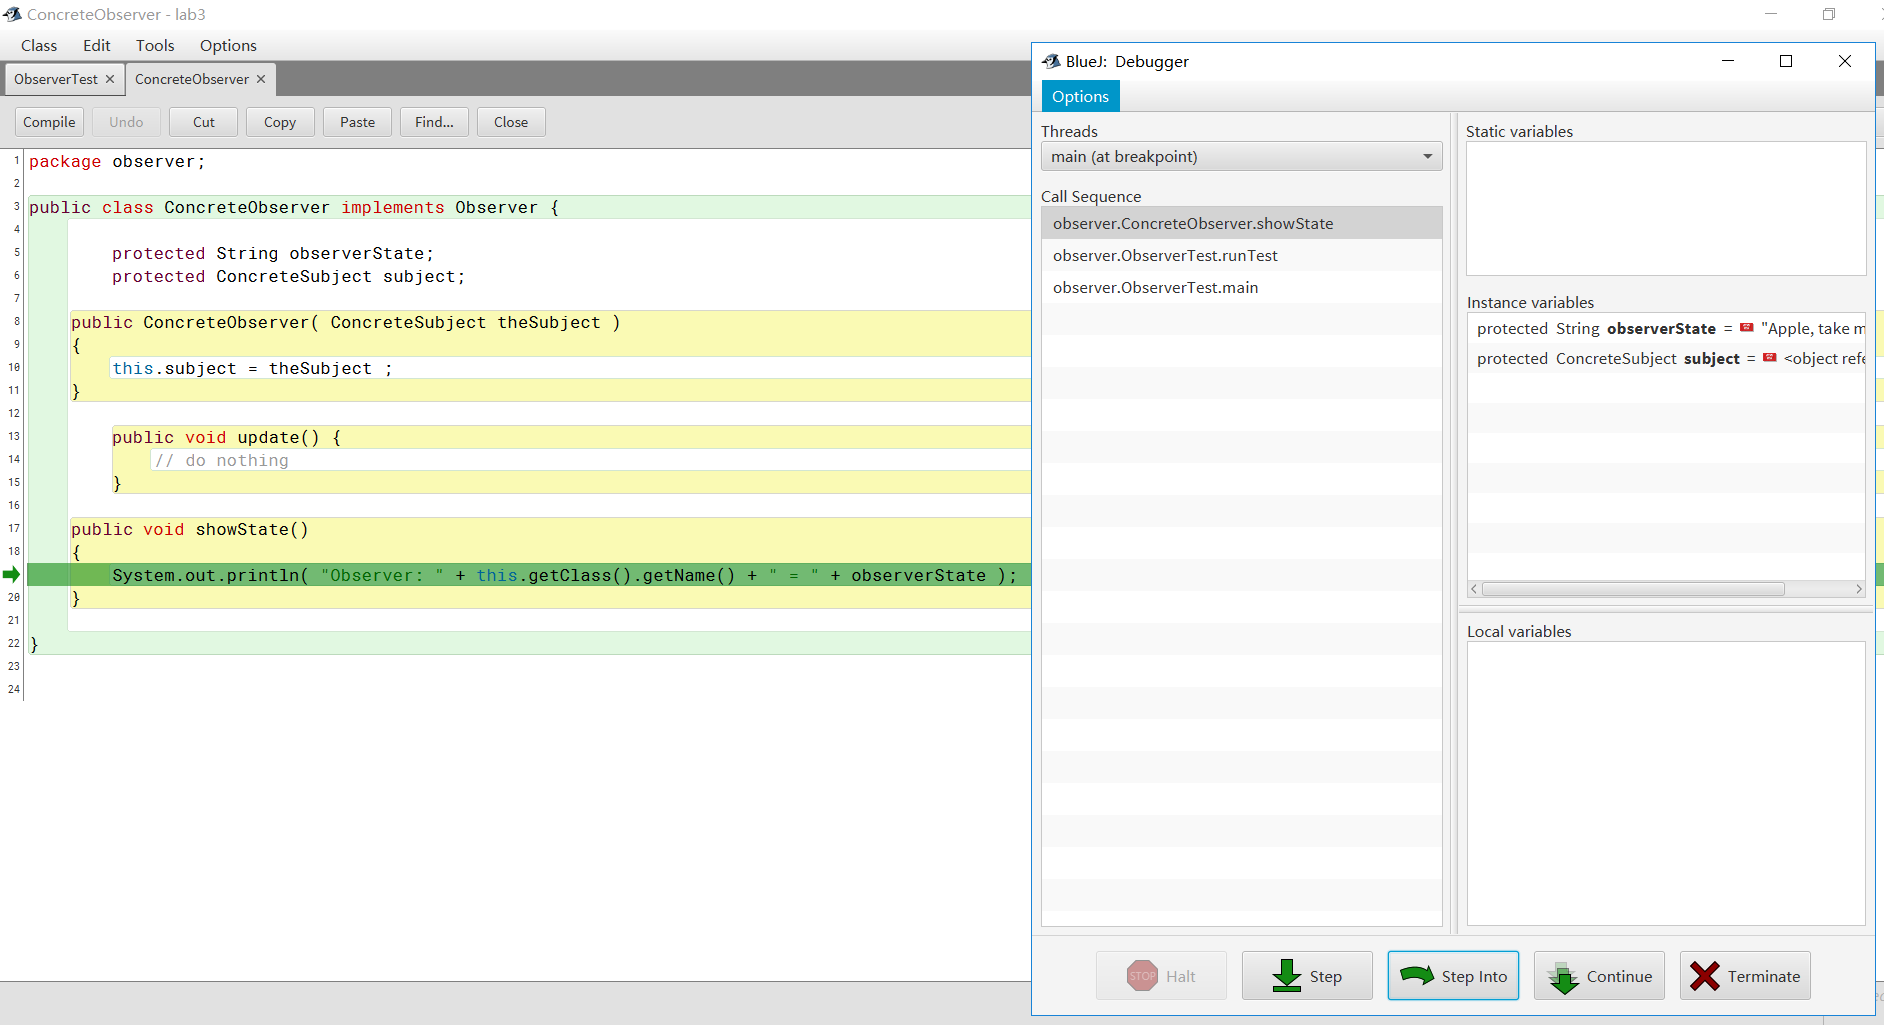 ConcreteObserver - lab3
Class Edit Tools Options
ObserverTest ×
ConcreteObserver ×
Compile Undo Cut Copy Paste Find... Close
1 package observer;
2
3 public class ConcreteObserver implements Observer {
4
5 protected String observerState;
6 protected ConcreteSubject subject;
7
8 public ConcreteObserver( ConcreteSubject theSubject )
9 {
10 this.subject = theSubject ;
11 }
12
13 public void update() {
14 // do nothing
15 }
16
17 public void showState()
18 {
System.out.println( "Observer: " + this.getClass().getName() + " = " + observerState );
20 }
21
22 }
23
24
BlueJ: Debugger
Options
Threads
main (at breakpoint)
Call Sequence
observer.ConcreteObserver.showState
observer.ObserverTest.runTest
observer.ObserverTest.main
Static variables
Instance variables
protected String observerState = "Apple, take m
protected ConcreteSubject subject = <object refe
Local variables
STOP Halt
Step
Step Into
Continue
Terminate